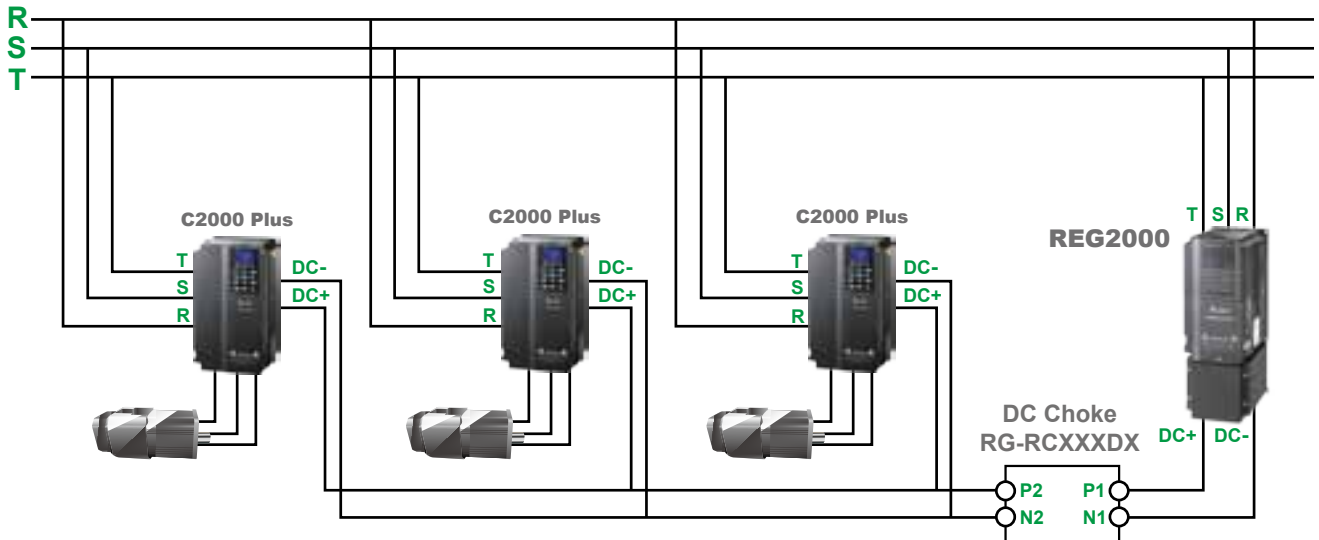 R
S
T
C2000 Plus
C2000 Plus
C2000 Plus
T S R
REG2000
T
S
R
DC-
DC+
T
S
R
DC-
DC+
T
S
R
DC-
DC+
DC Choke
RG-RCXXXDX
DC+ DC-
P2 P1
N2 N1